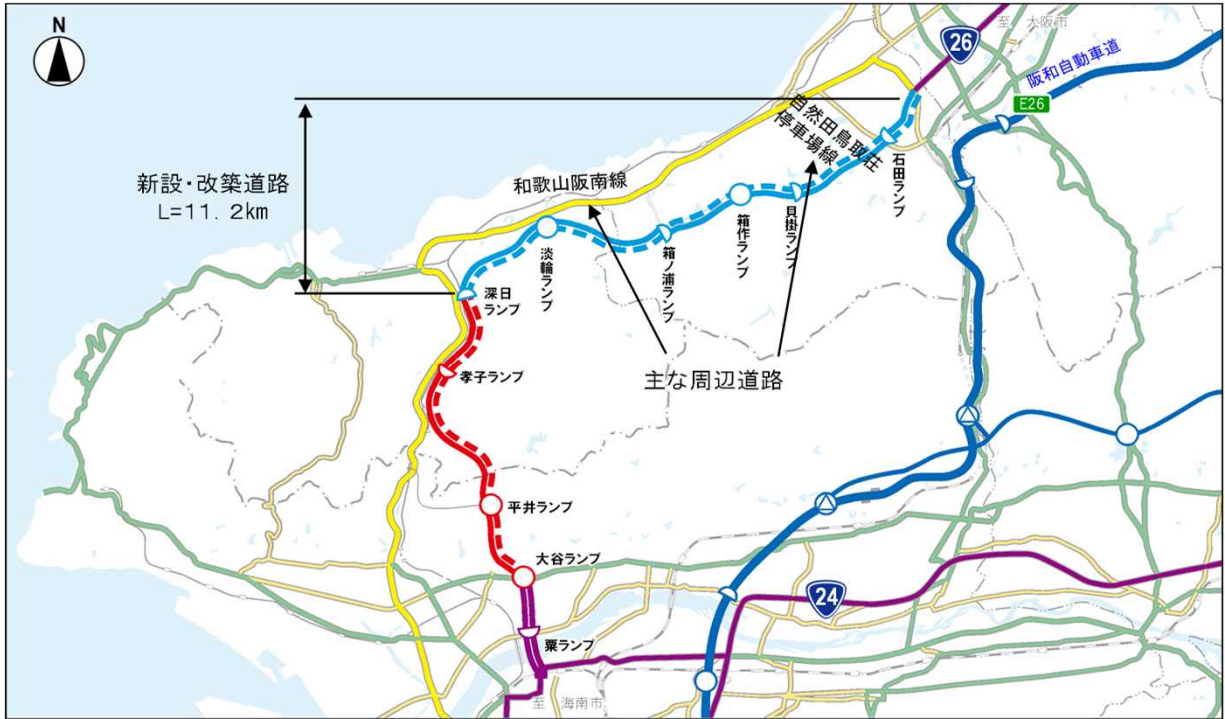 N
至 大阪市
26
阪和自動車道
E26
自然田鳥取荘
停車場線
石田ランプ
新設・改築道路
L=11.2km
和歌山阪南線
貝掛ランプ
箱作ランプ
箱ノ浦ランプ
淡輪ランプ
深日
ランプ
孝子ランプ
主な周辺道路
平井ランプ
大谷ランプ
24
粟ランプ
至 海南市